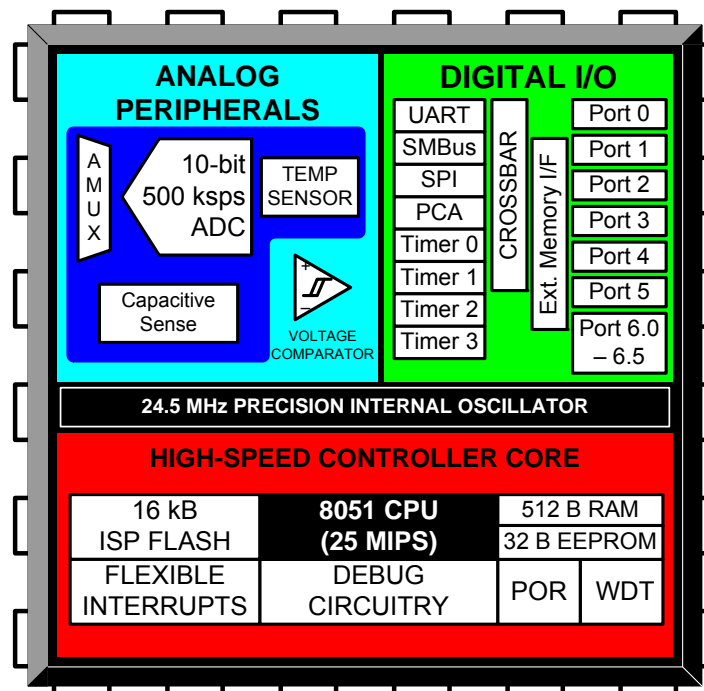 ANALOG
PERIPHERALS
A
M
U
X
10-bit
500 ksps
ADC
TEMP
SENSOR
Capacitive
Sense
+
–
VOLTAGE
COMPARATOR
DIGITAL I/O
UART
SMBus
SPI
PCA
Timer 0
Timer 1
Timer 2
Timer 3
CROSSBAR
Ext. Memory I/F
Port 0
Port 1
Port 2
Port 3
Port 4
Port 5
Port 6.0
– 6.5
24.5 MHz PRECISION INTERNAL OSCILLATOR
HIGH-SPEED CONTROLLER CORE
16 kB
ISP FLASH
8051 CPU
(25 MIPS)
512 B RAM
32 B EEPROM
FLEXIBLE
INTERRUPTS
DEBUG
CIRCUITRY
POR
WDT